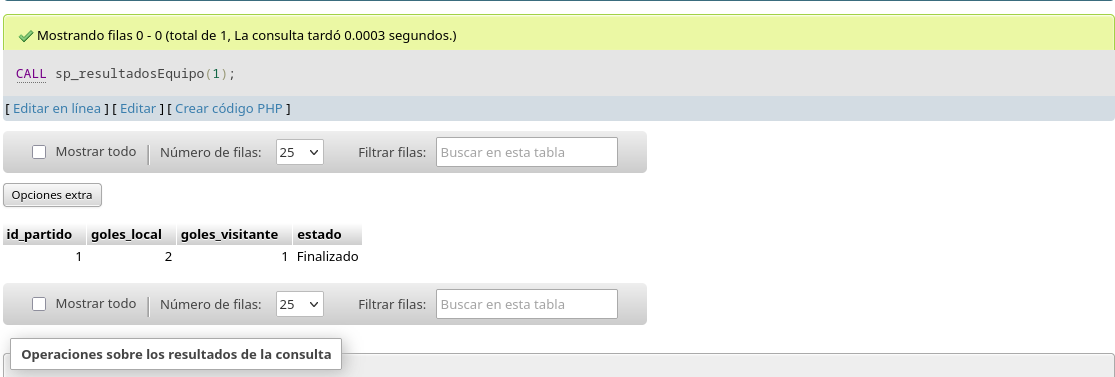 Mostrando filas 0 - 0 (total de 1, La consulta tardó 0.0003 segundos.)
CALL sp_resultadosEquipo(1);
[ Editar en línea ] [ Editar ] [ Crear código PHP ]
Mostrar todo Número de filas: 25 Filtrar filas: Buscar en esta tabla
Opciones extra
id_partido goles_local goles_visitante estado
1 2 1 Finalizado
Mostrar todo Número de filas: 25 Filtrar filas: Buscar en esta tabla
Operaciones sobre los resultados de la consulta